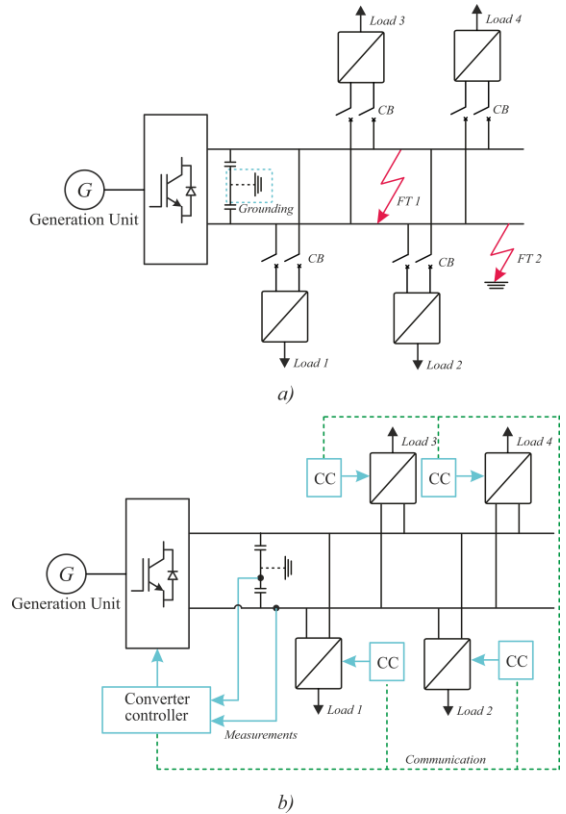 Load 3
Load 4
CB
CB
G
Generation Unit
Grounding
FT 1
FT 2
CB
CB
Load 1
Load 2
a)
Load 3
Load 4
CC
CC
G
Generation Unit
CC
CC
Converter
controller
Load 1
Load 2
Measurements
Communication
b)